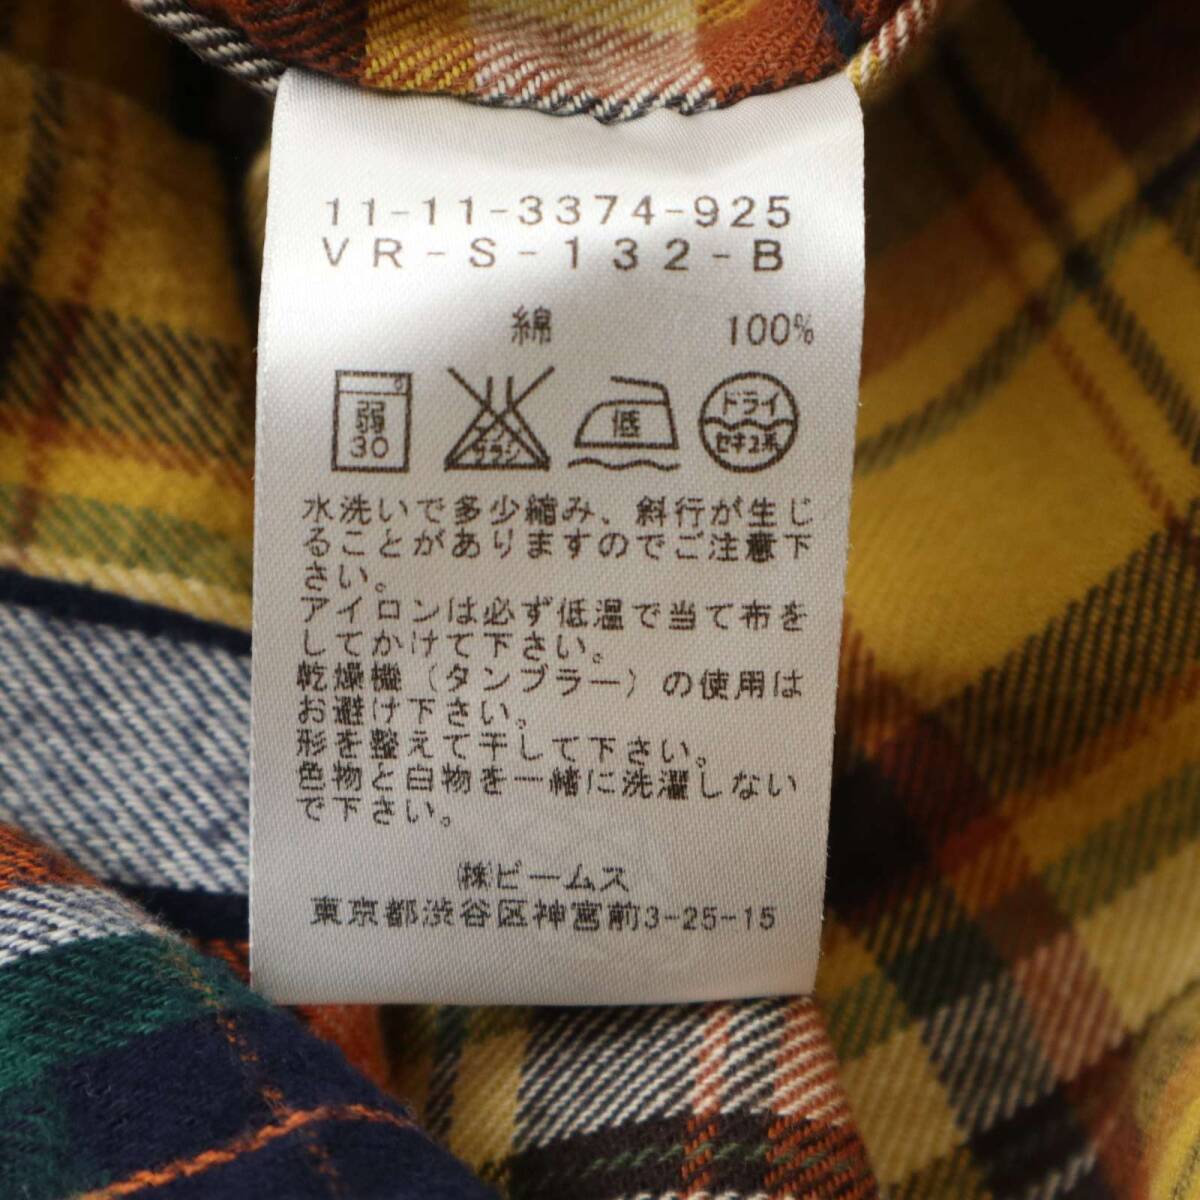 11-11-3374-925
VR-S-132-B
綿 100%
弱
30
エンソ
サラシ
低
ドライ
セキユ系
水洗いで多少縮み、斜行が生じ
ることがありますのでご注意下
さい。
アイロンは必ず低温で当て布を
してかけて下さい。
乾燥機（タンブラー）の使用は
お避け下さい。
形を整えて干して下さい。
色物と白物を一緒に洗濯しない
で下さい。
㈱ビームス
東京都渋谷区神宮前3-25-15